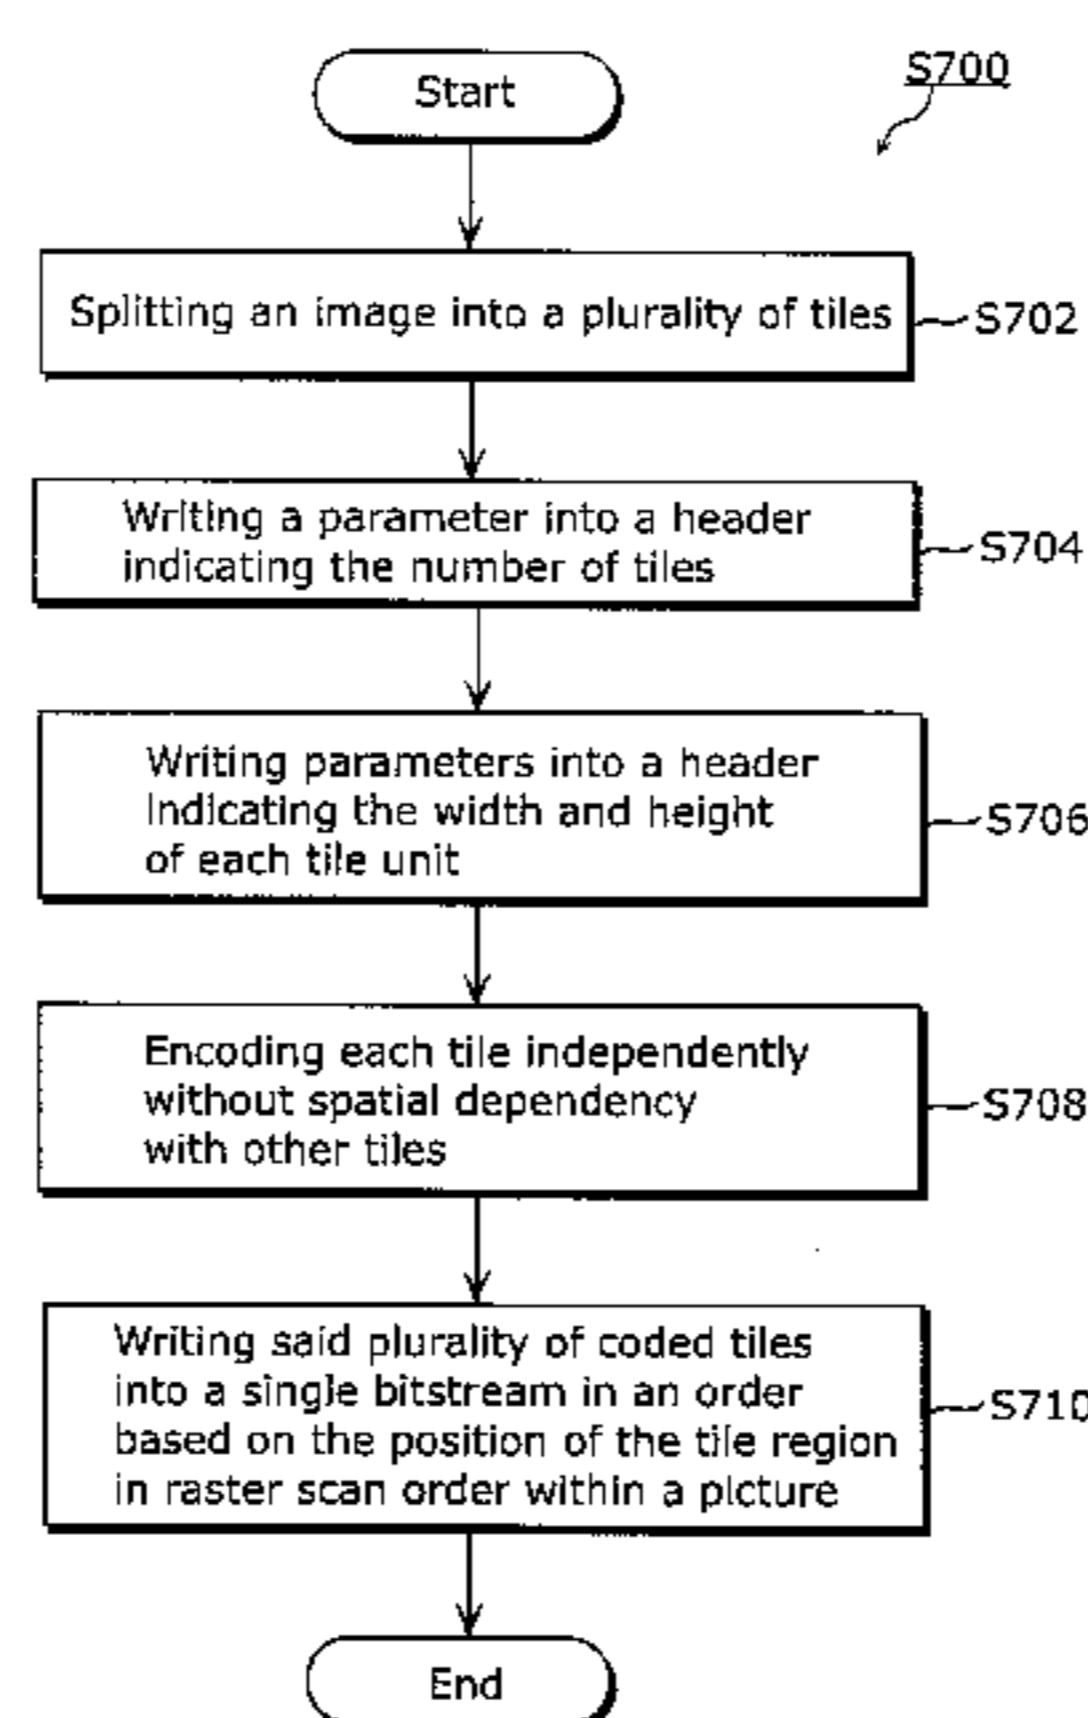 Start
S700
Splitting an image into a plurality of tiles
S702
Writing a parameter into a header
indicating the number of tiles
S704
Writing parameters into a header
indicating the width and height
of each tile unit
S706
Encoding each tile independently
without spatial dependency
with other tiles
S708
Writing said plurality of coded tiles
into a single bitstream in an order
based on the position of the tile region
in raster scan order within a picture
S710
End